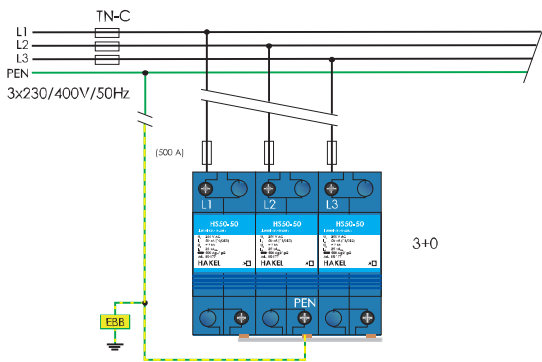 TN-C
L1
L2
L3
PEN
3x230/400V/50Hz
(500 A)
L1 L2 L3
HS50-50 HS50-50 HS50-50
HAKEL HAKEL HAKEL
3+0
PEN
EBB